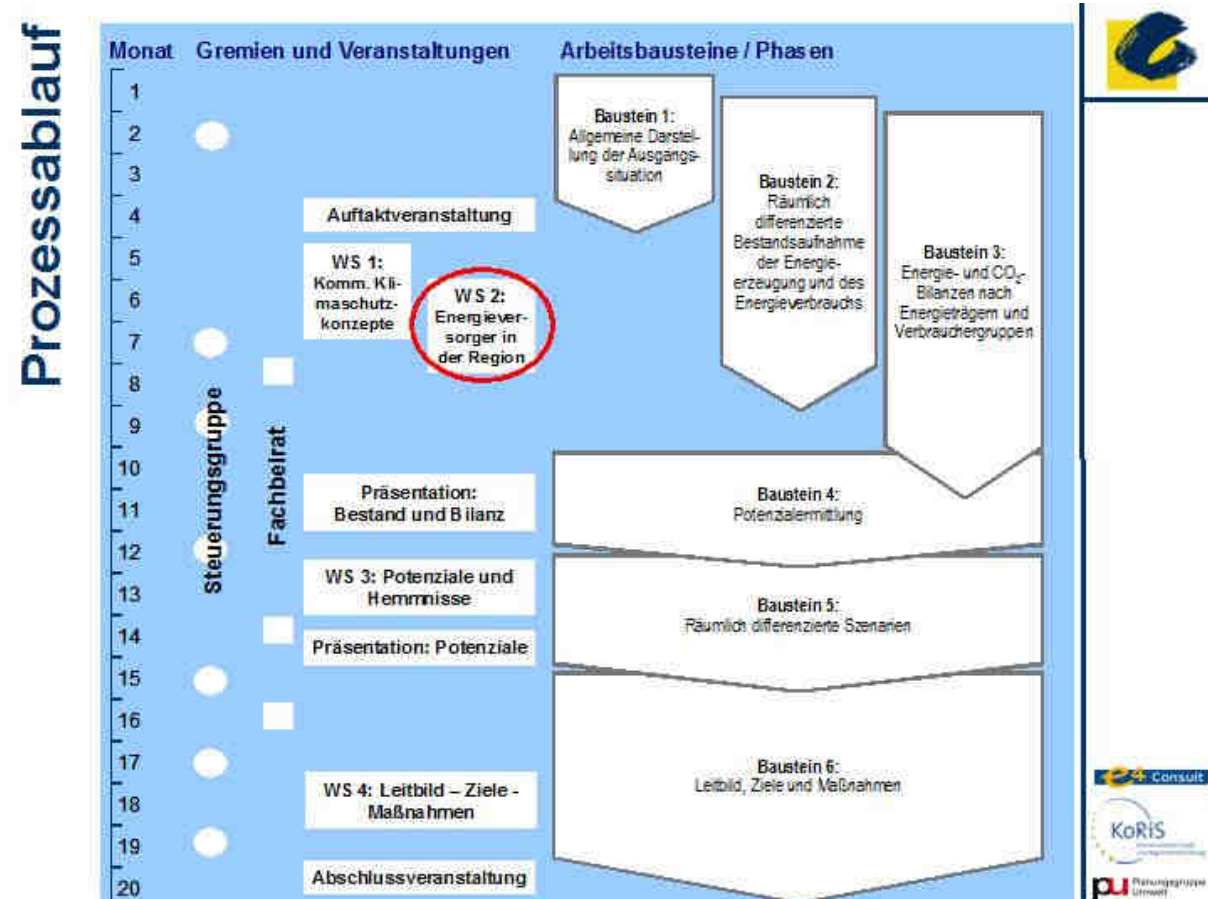 Prozessablauf
Monat Gremien und Veranstaltungen Arbeitsbausteine / Phasen
1
2
3
4
5
6
7
8
9
10
11
12
13
14
15
16
17
18
19
20
Steuerungsgruppe
Fachbeirat
Auftaktveranstaltung
WS 1:
Komm. Kli-
maschutz-
konzepte
WS 2:
Energiever-
sorger in
der Region
Präsentation:
Bestand und Bilanz
WS 3: Potenziale und
Hemmnisse
Präsentation: Potenziale
WS 4: Leitbild – Ziele -
Maßnahmen
Abschlussveranstaltung
Baustein 1:
Allgemeine Darstel-
lung der Ausgangs-
situation
Baustein 2:
Räumlich
differenzierte
Bestandsaufnahme
der Energie-
erzeugung und des
Energieverbrauchs
Baustein 3:
Energie- und CO2-
Bilanzen nach
Energieträgern und
Verbrauchergruppen
Baustein 4:
Potenzialermittlung
Baustein 5:
Räumlich differenzierte Szenarien
Baustein 6:
Leitbild, Ziele und Maßnahmen
e4 Consult
KoRiS
pu Planungsgruppe
Umwelt